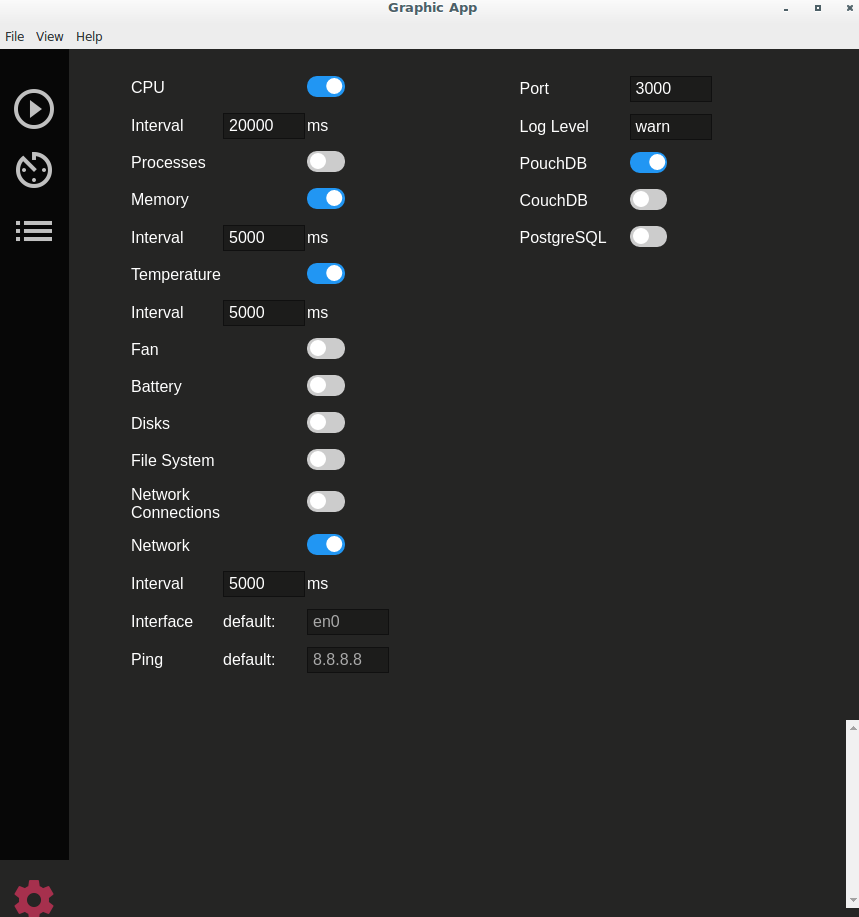 Graphic App
File View Help
CPU
Interval 20000 ms
Processes
Memory
Interval 5000 ms
Temperature
Interval 5000 ms
Fan
Battery
Disks
File System
Network
Connections
Network
Interval 5000 ms
Interface default: en0
Ping default: 8.8.8.8
Port 3000
Log Level warn
PouchDB
CouchDB
PostgreSQL